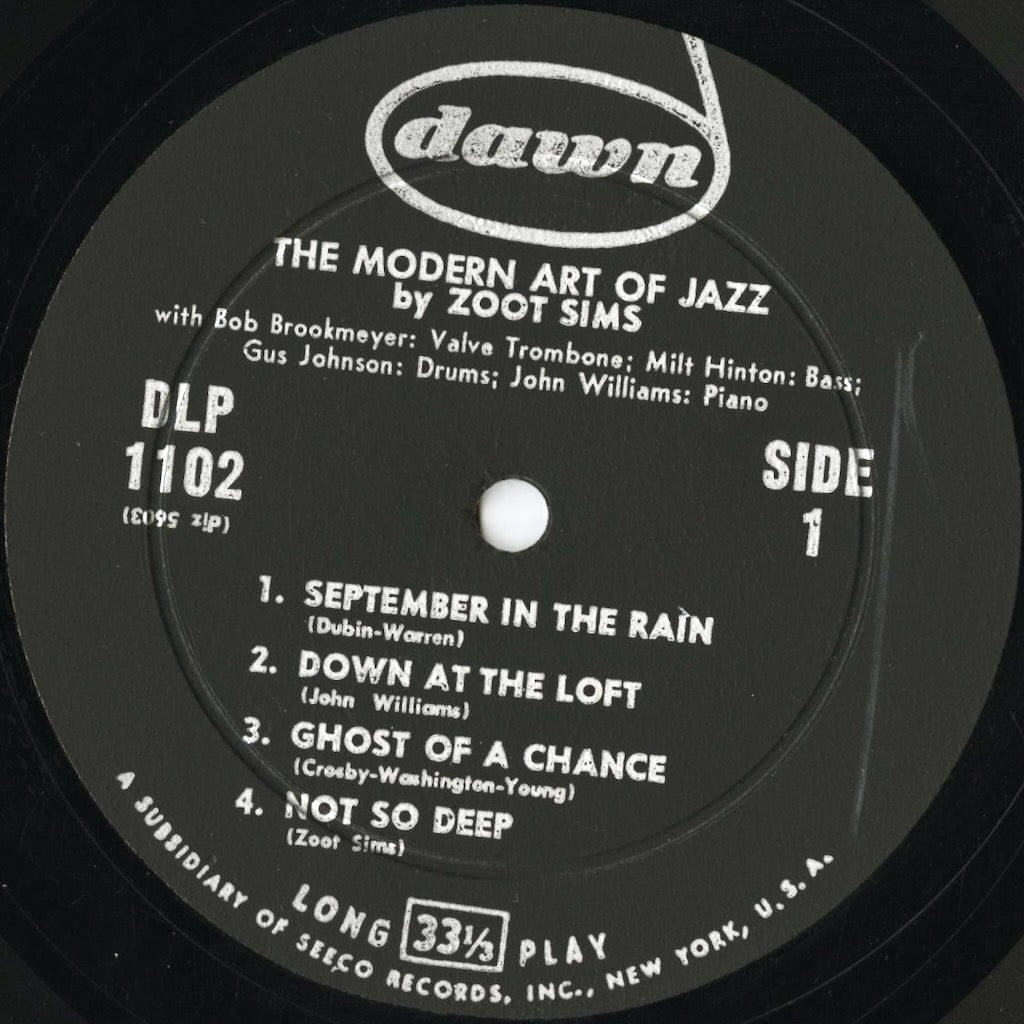 dawn
THE MODERN ART OF JAZZ
by ZOOT SIMS
with Bob Brookmeyer: Valve Trombone; Milt Hinton: Bass;
Gus Johnson: Drums; John Williams: Piano
DLP
1102
(dlz 5603)
SIDE
1
1. SEPTEMBER IN THE RAIN
(Dubin-Warren)
2. DOWN AT THE LOFT
(John Williams)
3. GHOST OF A CHANCE
(Crosby-Washington-Young)
4. NOT SO DEEP
(Zoot Sims)
LONG 33⅓ PLAY
A SUBSIDIARY OF SEECO RECORDS, INC., NEW YORK, U.S.A.